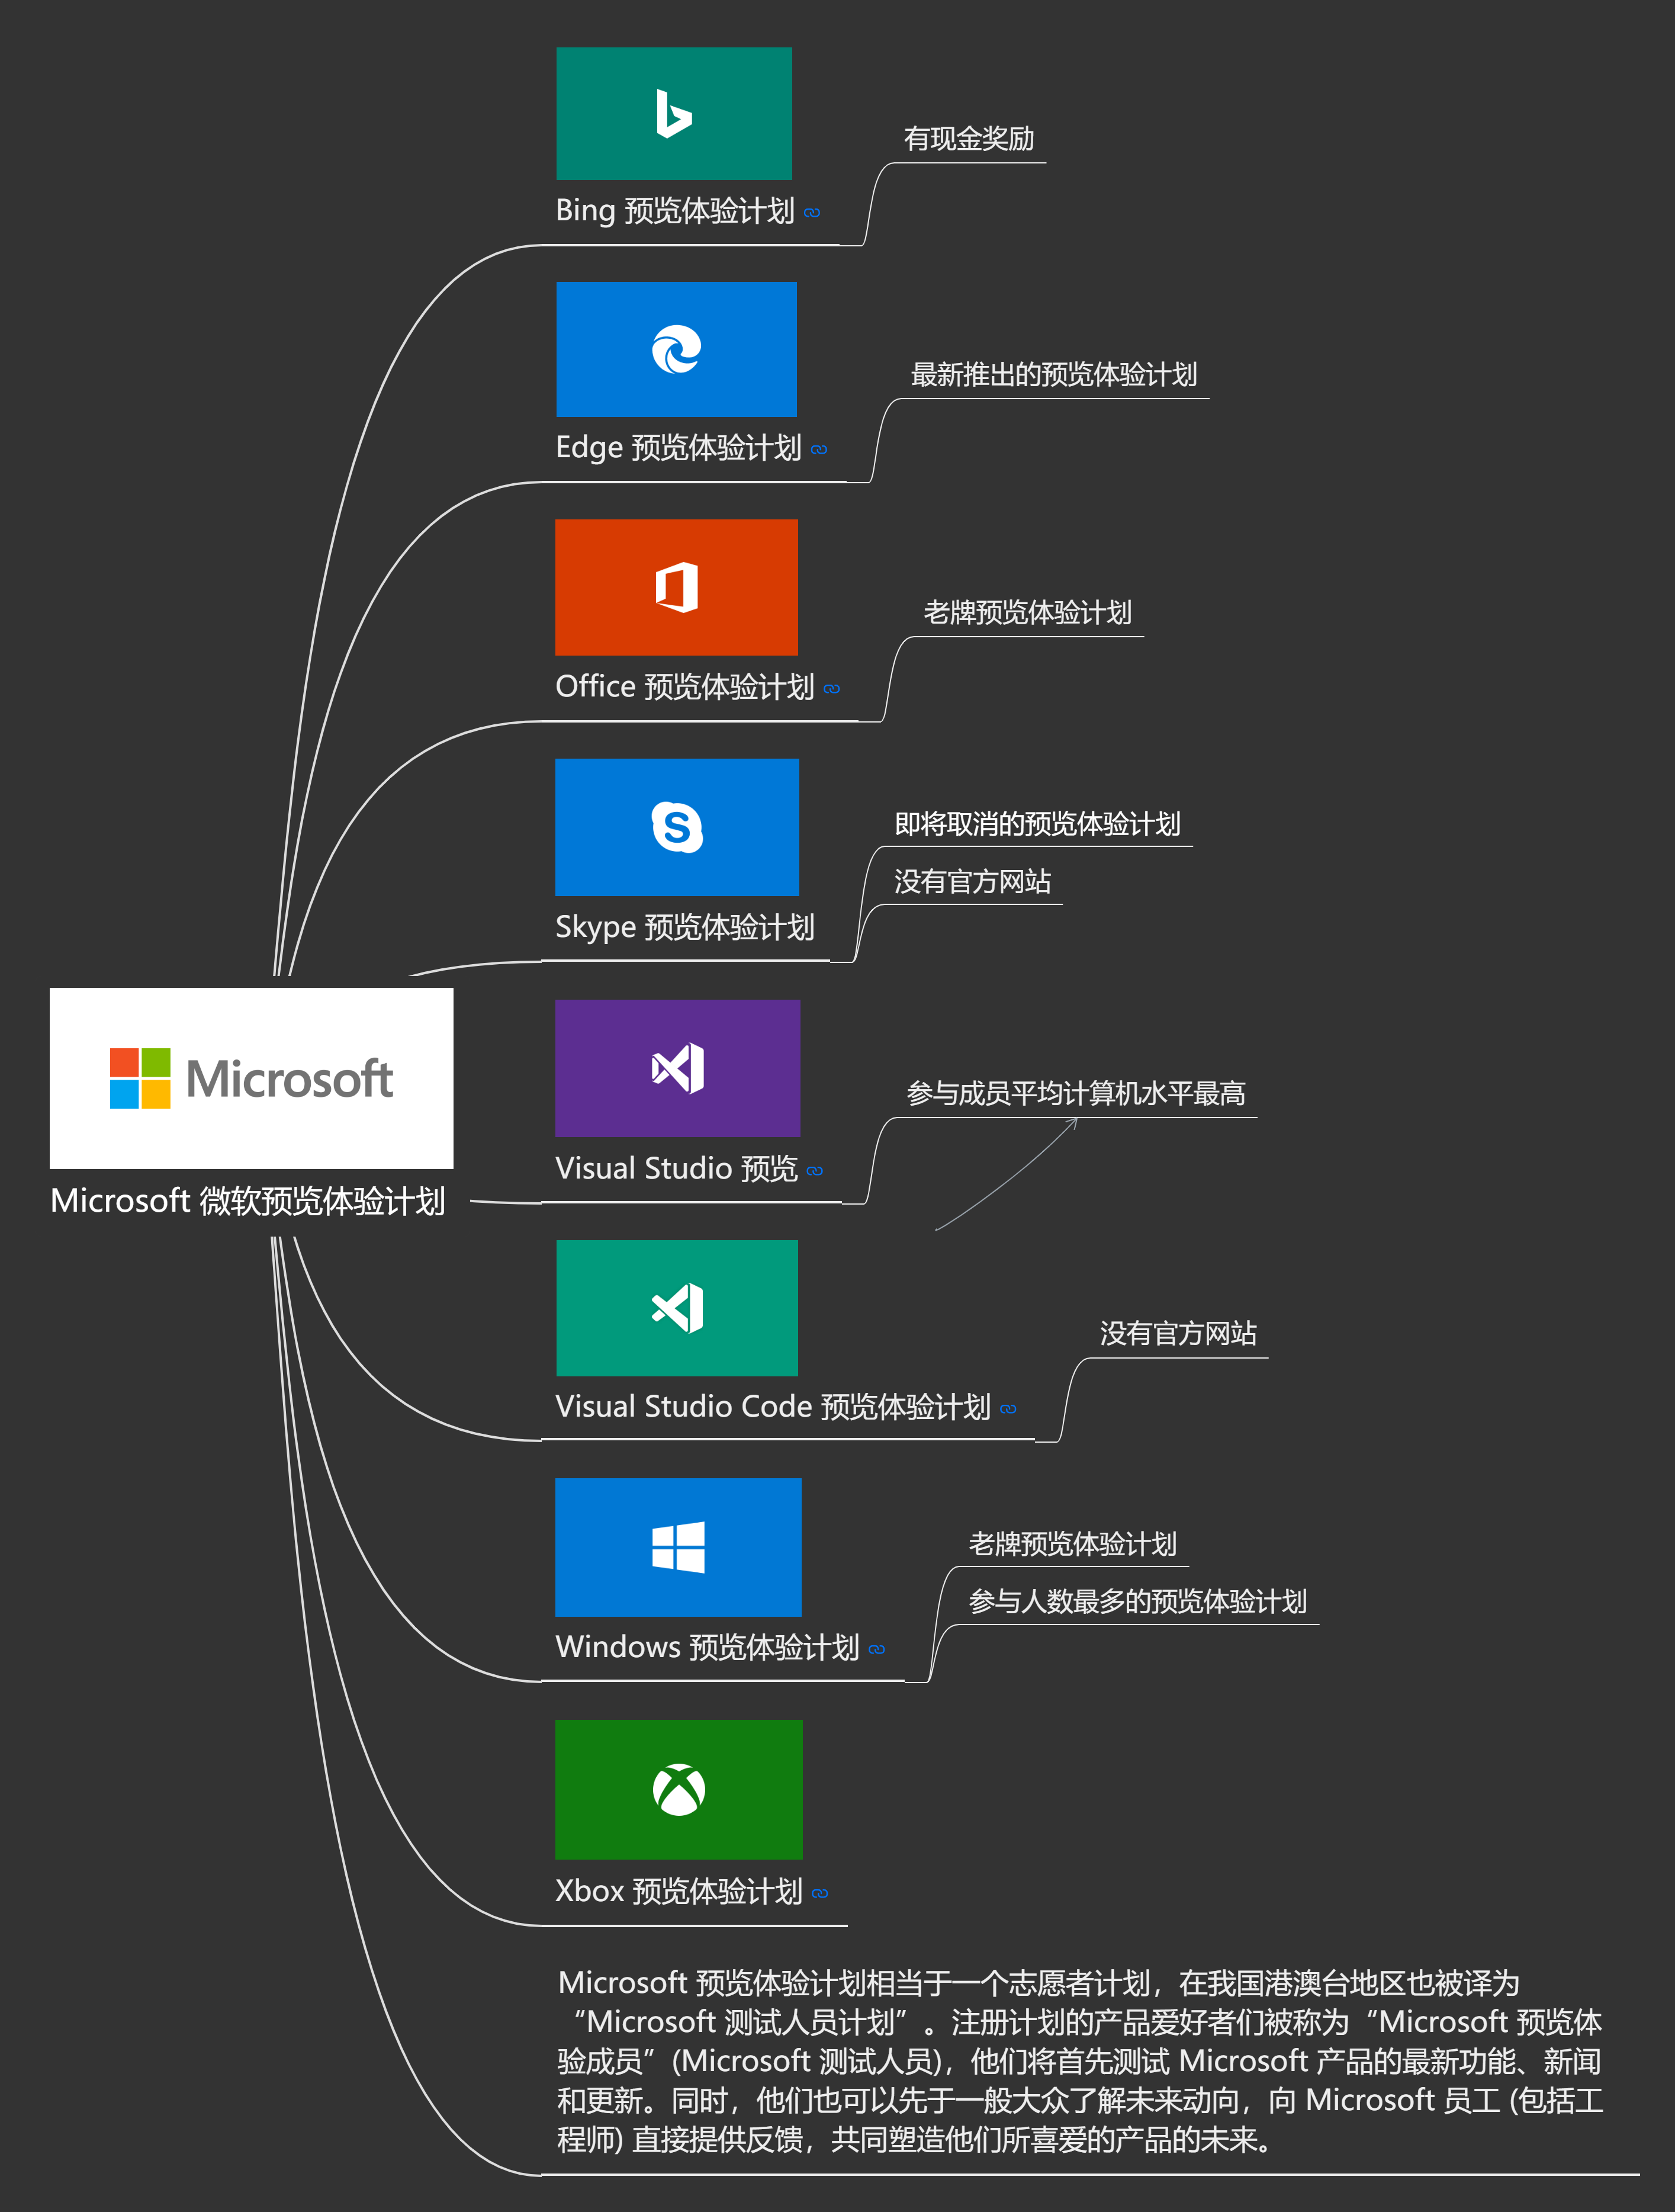 有现金奖励
Bing 预览体验计划
最新推出的预览体验计划
Edge 预览体验计划
老牌预览体验计划
Office 预览体验计划
即将取消的预览体验计划
没有官方网站
Skype 预览体验计划
Microsoft
Microsoft 微软预览体验计划
参与成员平均计算机水平最高
Visual Studio 预览
没有官方网站
Visual Studio Code 预览体验计划
老牌预览体验计划
参与人数最多的预览体验计划
Windows 预览体验计划
Xbox 预览体验计划
Microsoft 预览体验计划相当于一个志愿者计划，在我国港澳台地区也被译为
“Microsoft 测试人员计划”。注册计划的产品爱好者们被称为“Microsoft 预览体
验成员”(Microsoft 测试人员)，他们将首先测试 Microsoft 产品的最新功能、新闻
和更新。同时，他们也可以先于一般大众了解未来动向，向 Microsoft 员工 (包括工
程师) 直接提供反馈，共同塑造他们所喜爱的产品的未来。